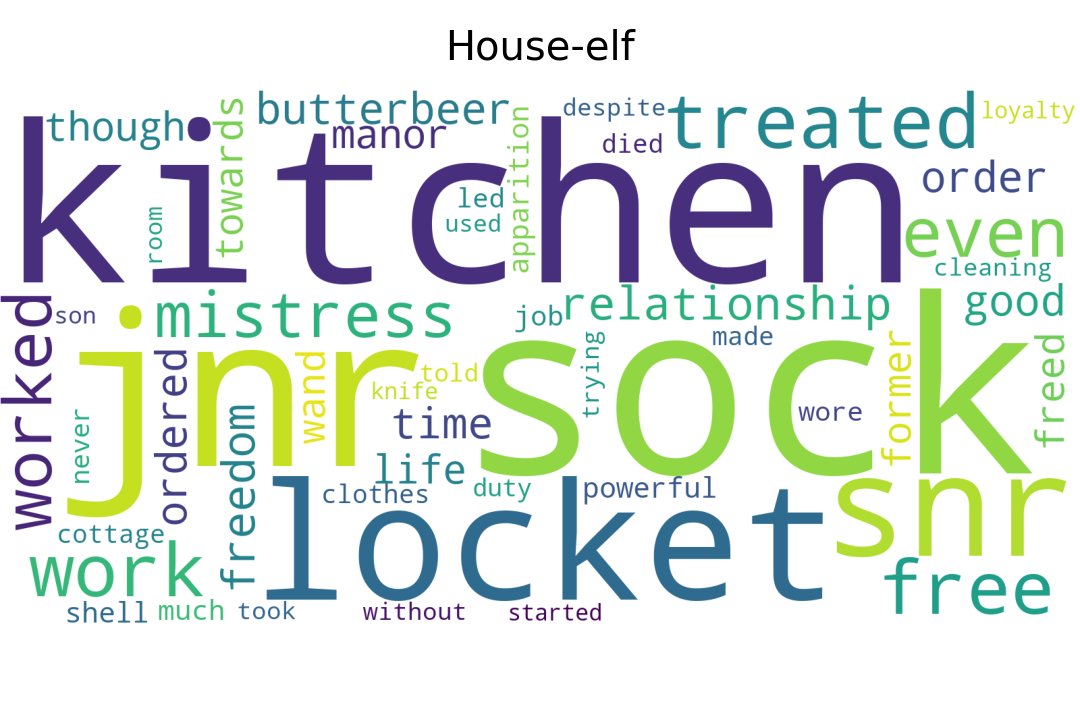 House-elf
though
towards
butterbeer
manor
apparition
despite
died
treated
loyalty
kitchen
room
led
used
order
even
cleaning
worked
son
mistress
job
relationship
made
good
freed
jnr
sock
never
ordered
wand
told
knife
time
trying
wore
former
freedom
life
clothes
duty
powerful
locket
snr
cottage
work
shell
much
took
without
started
free